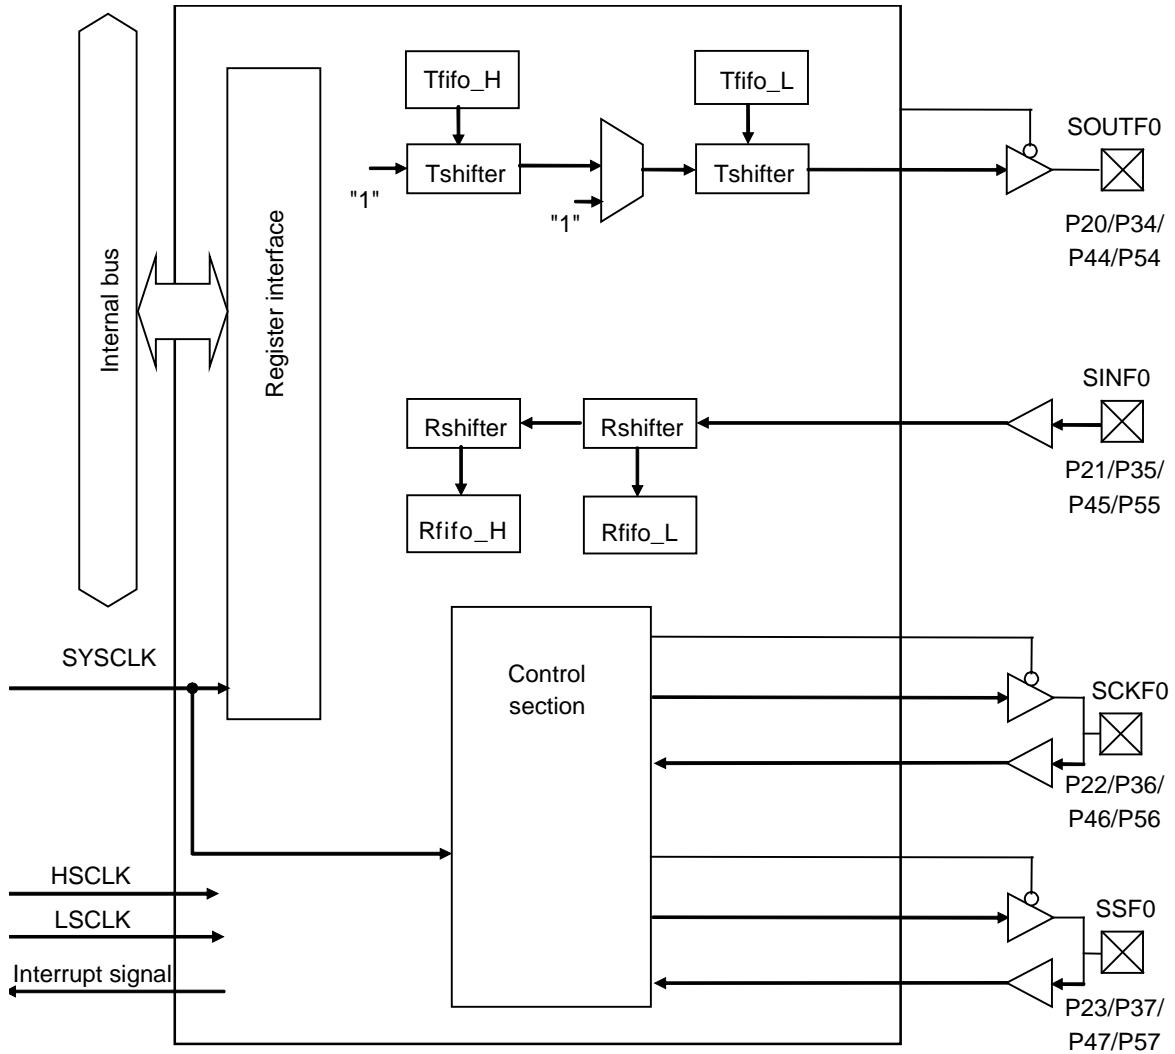 Tfifo_H
Tfifo_L
SOUTF0
Tshifter
Tshifter
"1"
"1"
P20/P34/
P44/P54
Internal bus
Register interface
SINF0
Rshifter
Rshifter
P21/P35/
P45/P55
Rfifo_H
Rfifo_L
SYSCLK
Control
section
SCKF0
P22/P36/
P46/P56
HSCLK
LSCLK
SSF0
Interrupt signal
P23/P37/
P47/P57